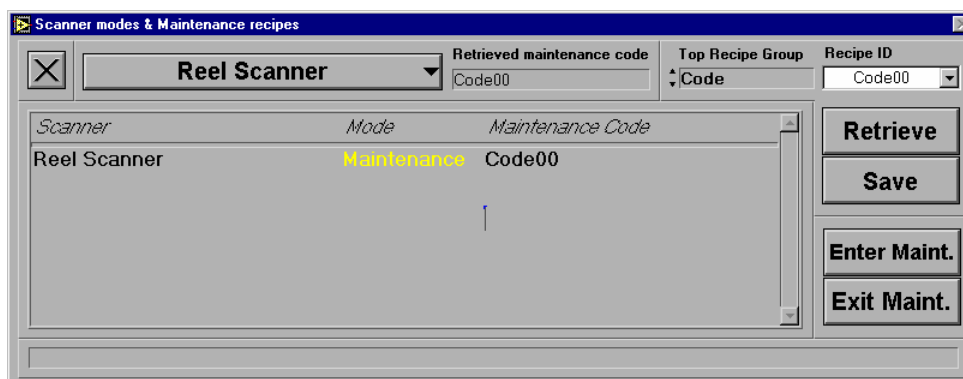 Scanner modes & Maintenance recipes
Retrieved maintenance code Top Recipe Group Recipe ID
Reel Scanner Code00 Code Code00
Scanner Mode Maintenance Code
Retrieve
Reel Scanner Maintenance Code00
Save
Enter Maint.
Exit Maint.